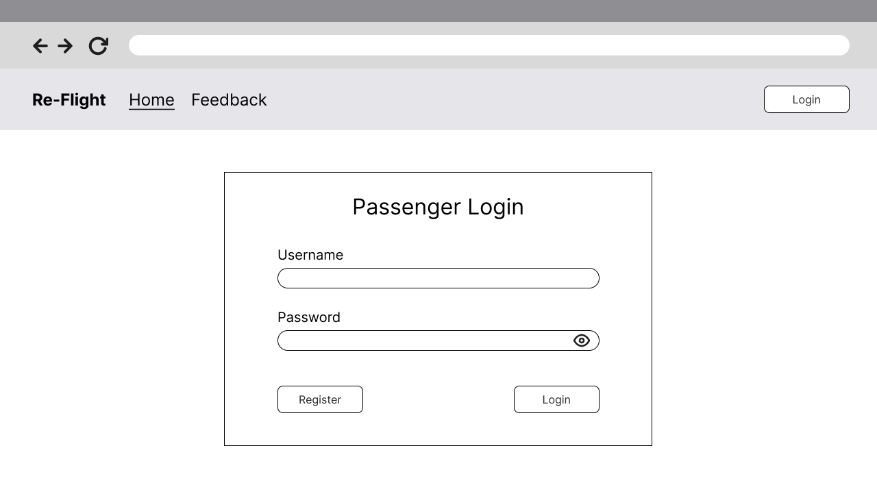 Re-Flight Home Feedback Login
Passenger Login
Username
Password
Register Login